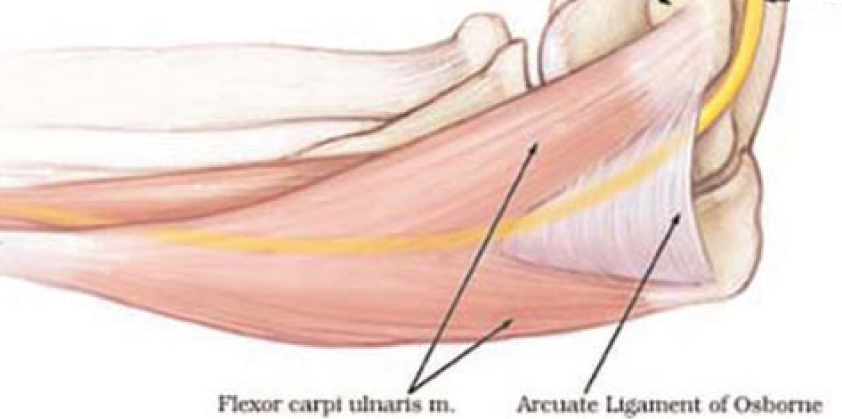 Flexor carpi ulnaris m.
Arcuate Ligament of Osborne